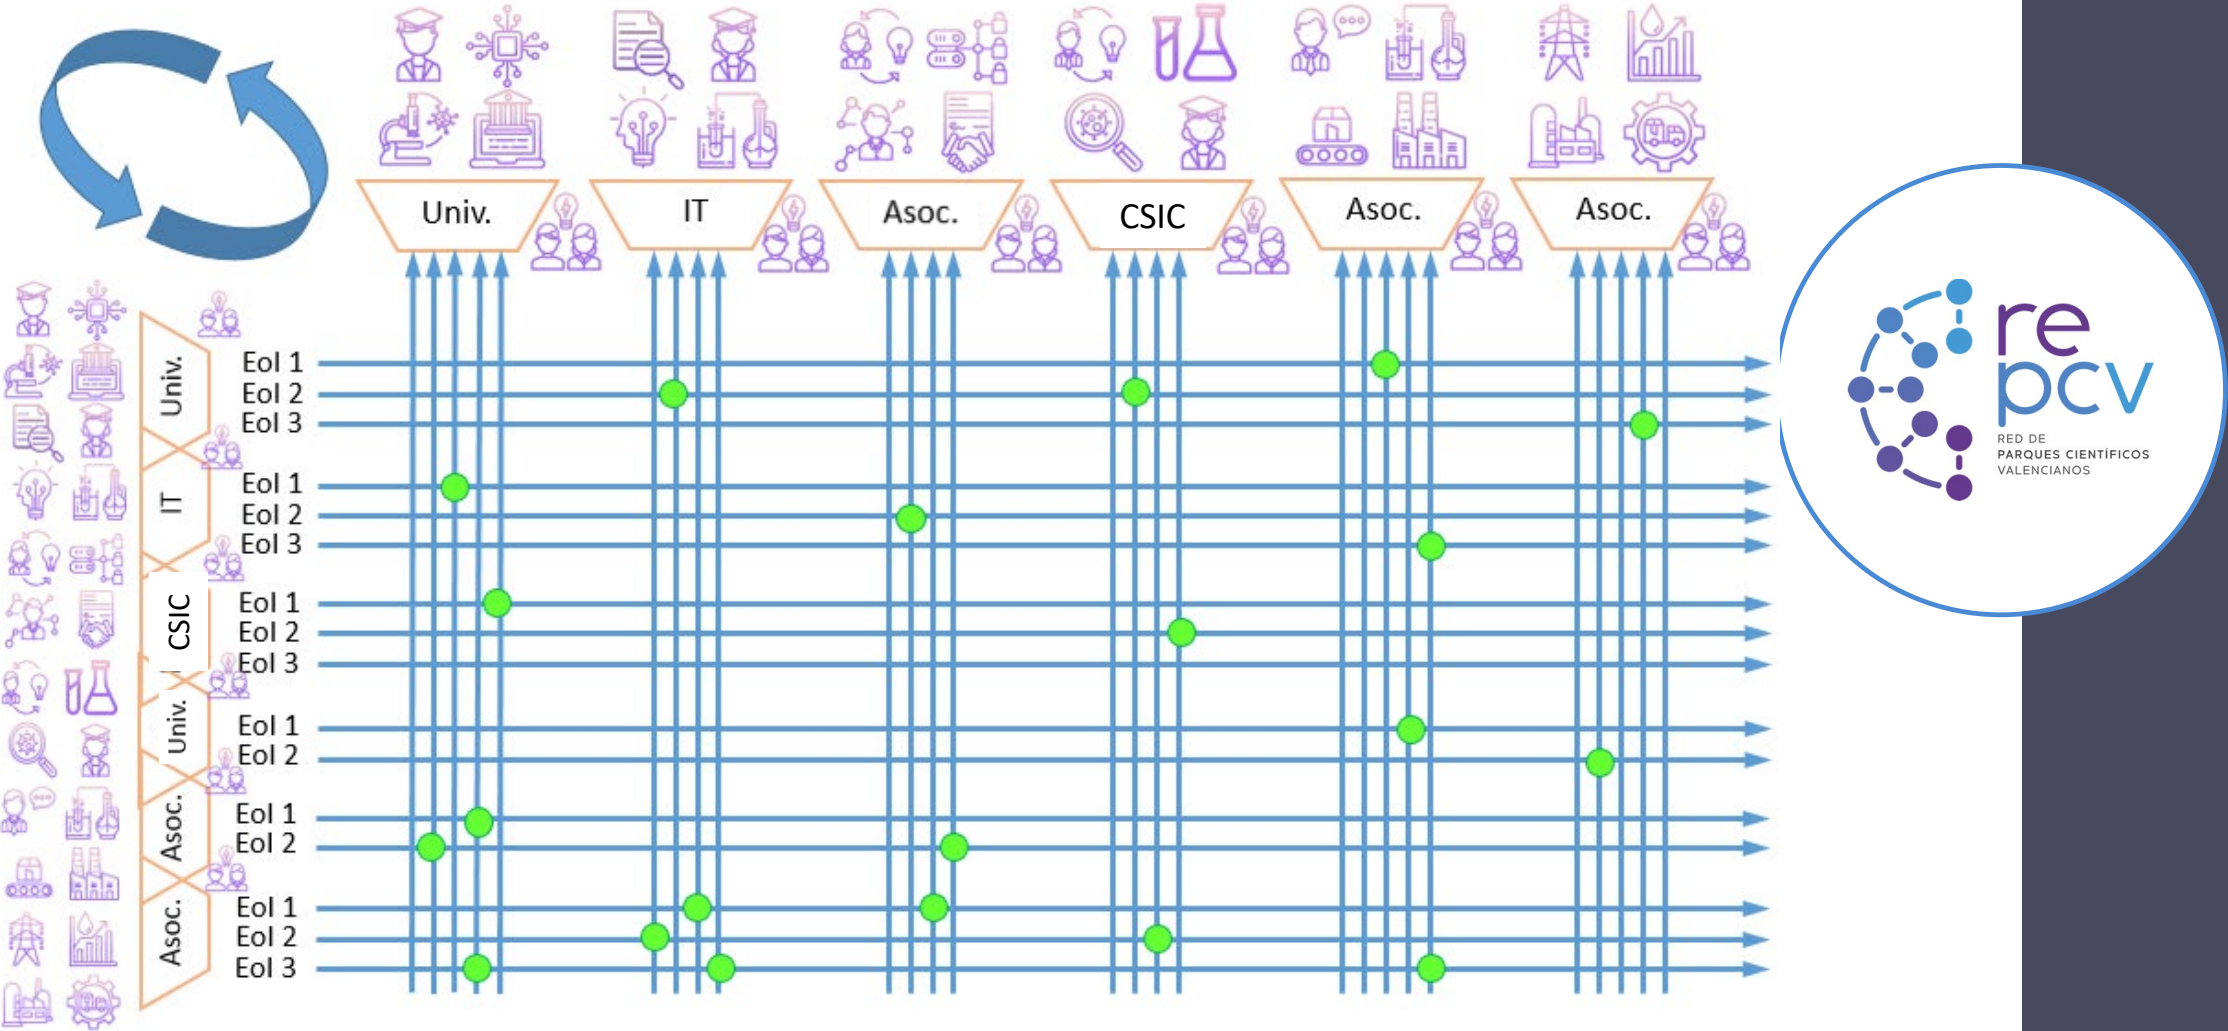 Univ.
IT
Asoc.
CSIC
Asoc.
Asoc.
Univ.
EoI 1
EoI 2
EoI 3
IT
EoI 1
EoI 2
EoI 3
CSIC
EoI 1
EoI 2
EoI 3
Univ.
EoI 1
EoI 2
Asoc.
EoI 1
EoI 2
Asoc.
EoI 1
EoI 2
EoI 3
re
pcv
RED DE
PARQUES CIENTÍFICOS
VALENCIANOS